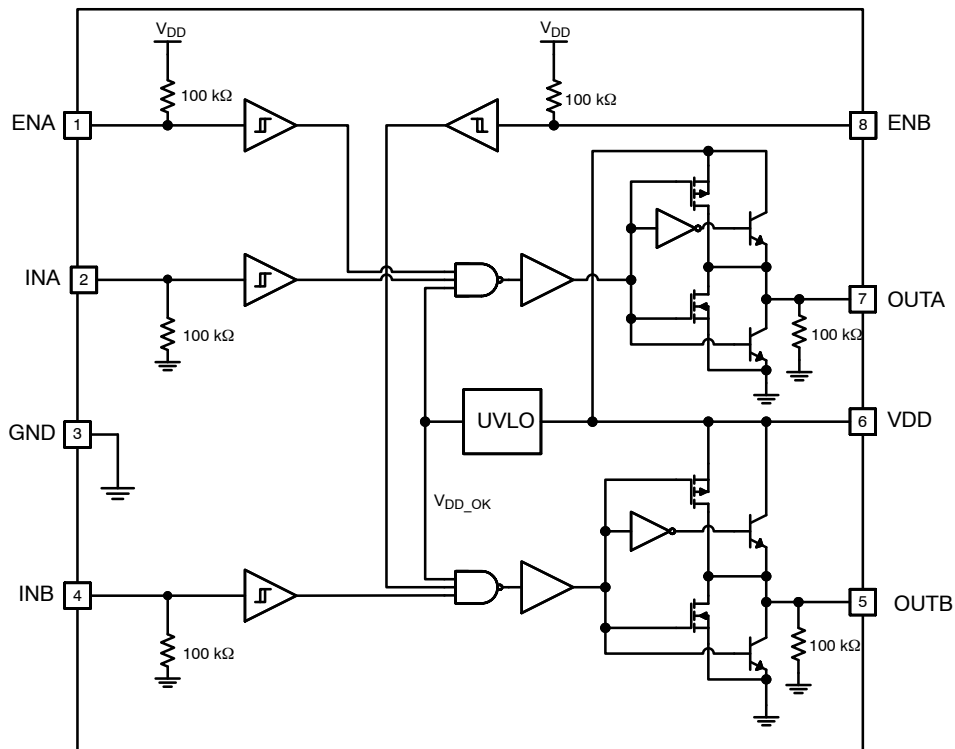 VDD
VDD
100 kΩ
100 kΩ
ENA
1
8
ENB
INA
2
7
OUTA
100 kΩ
100 kΩ
GND
3
UVLO
6
VDD
VDD_OK
INB
4
5
OUTB
100 kΩ
100 kΩ